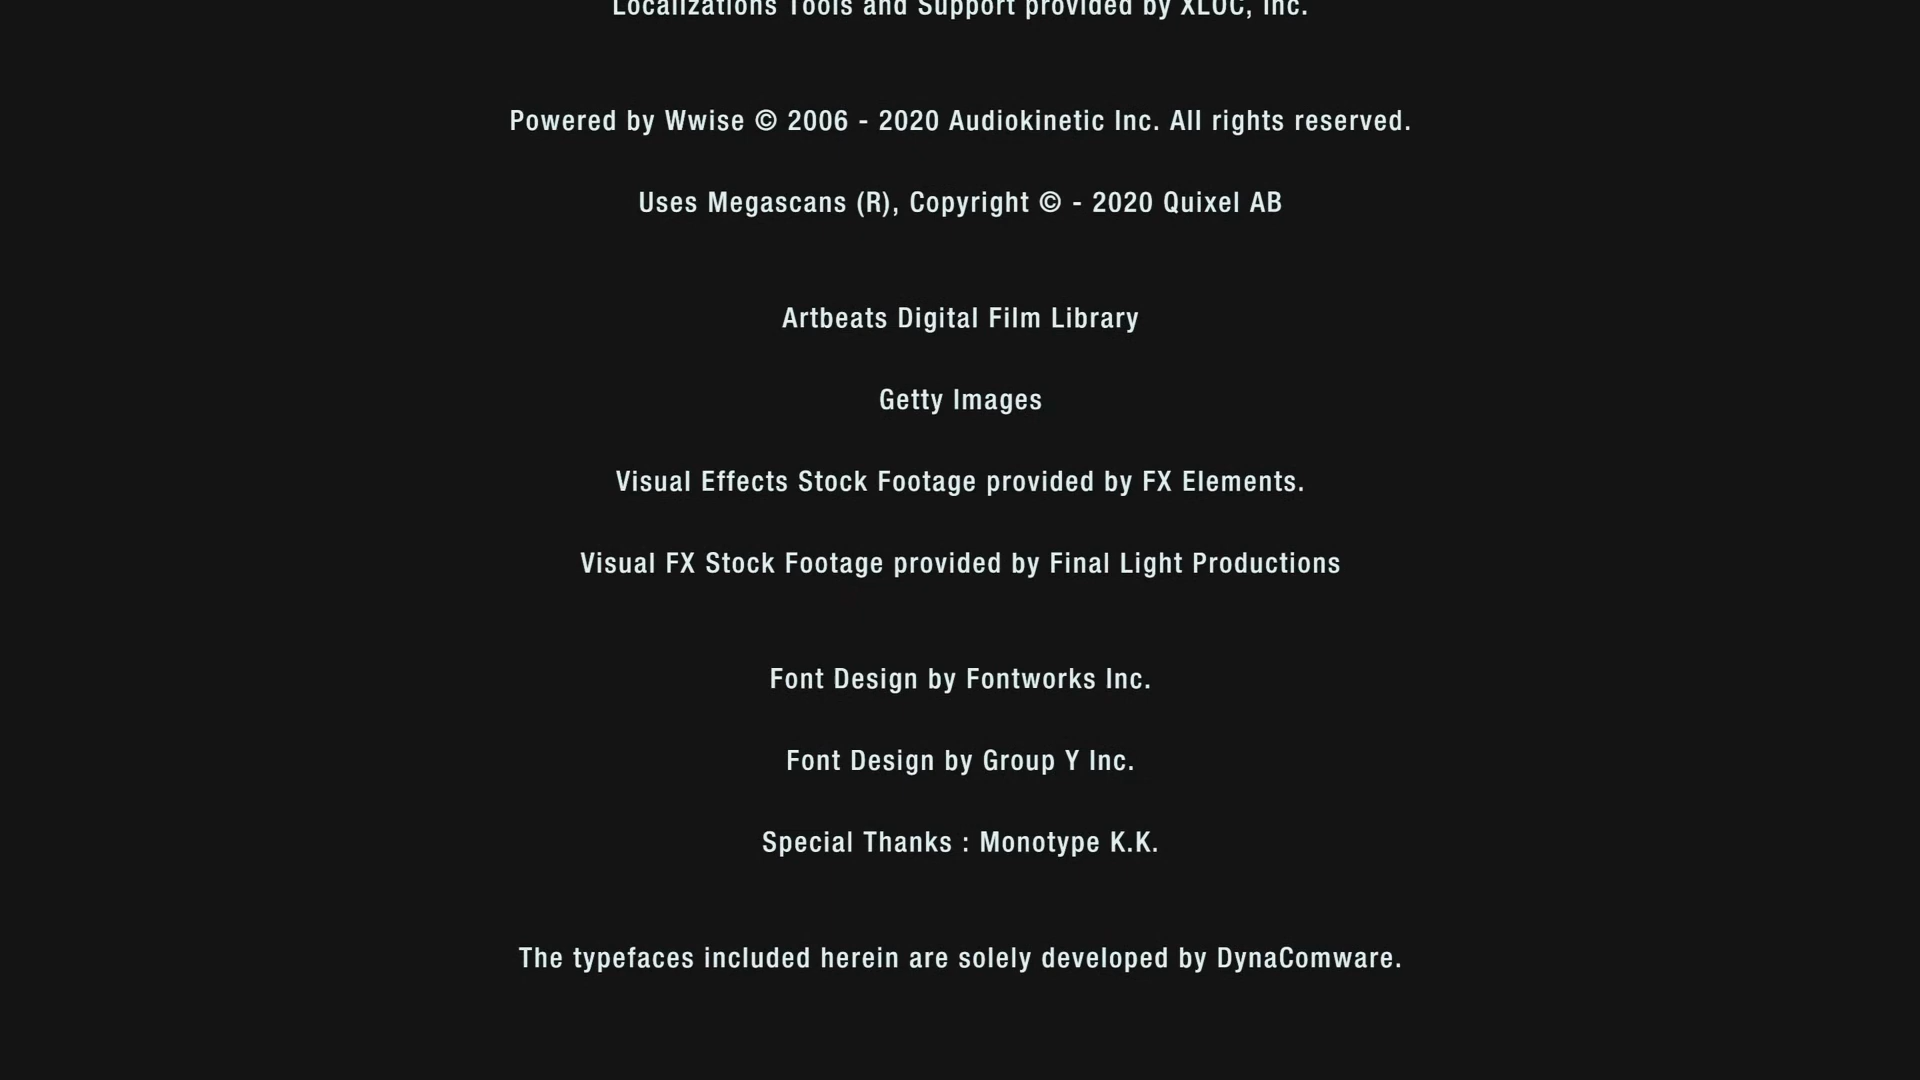 Localizations Tools and Support provided by XLOC, Inc.
Powered by Wwise © 2006 - 2020 Audiokinetic Inc. All rights reserved.
Uses Megascans (R), Copyright © - 2020 Quixel AB
Artbeats Digital Film Library
Getty Images
Visual Effects Stock Footage provided by FX Elements.
Visual FX Stock Footage provided by Final Light Productions
Font Design by Fontworks Inc.
Font Design by Group Y Inc.
Special Thanks : Monotype K.K.
The typefaces included herein are solely developed by DynaComware.